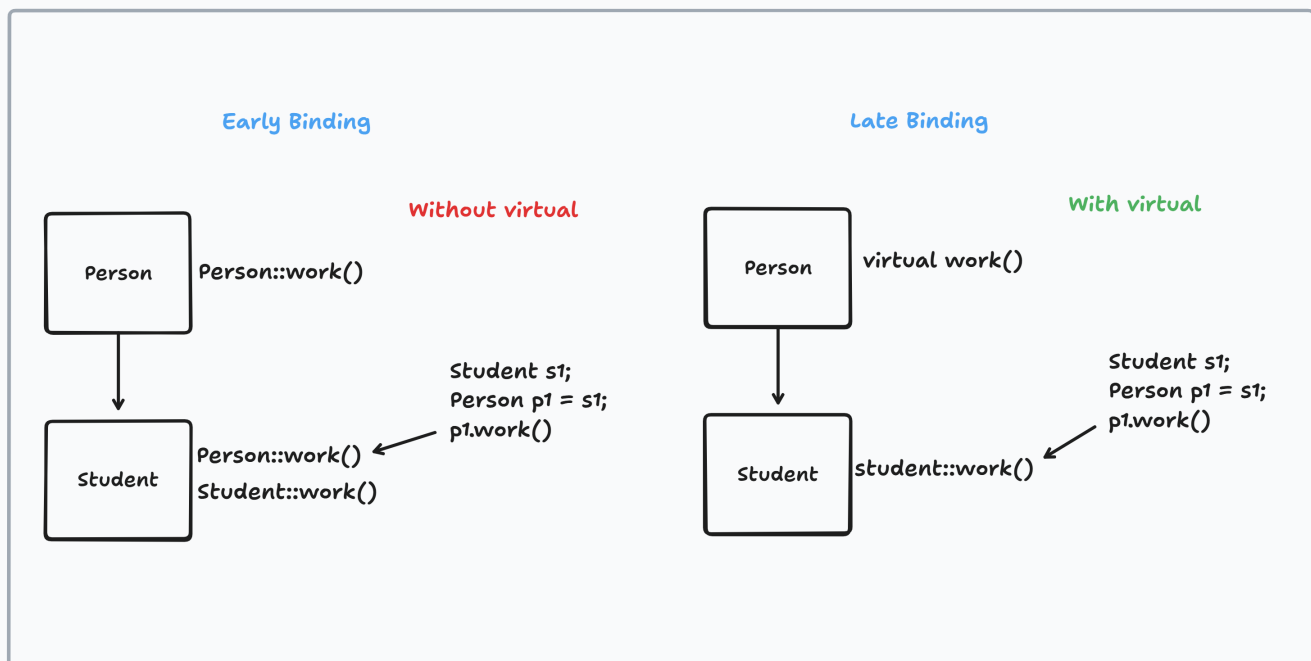 Early Binding
Without virtual
Person
Person::work()
Student s1;
Person p1 = s1;
p1.work()
Student
Person::work()
Student::work()
Late Binding
With virtual
Person
virtual work()
Student s1;
Person p1 = s1;
p1.work()
Student
student::work()